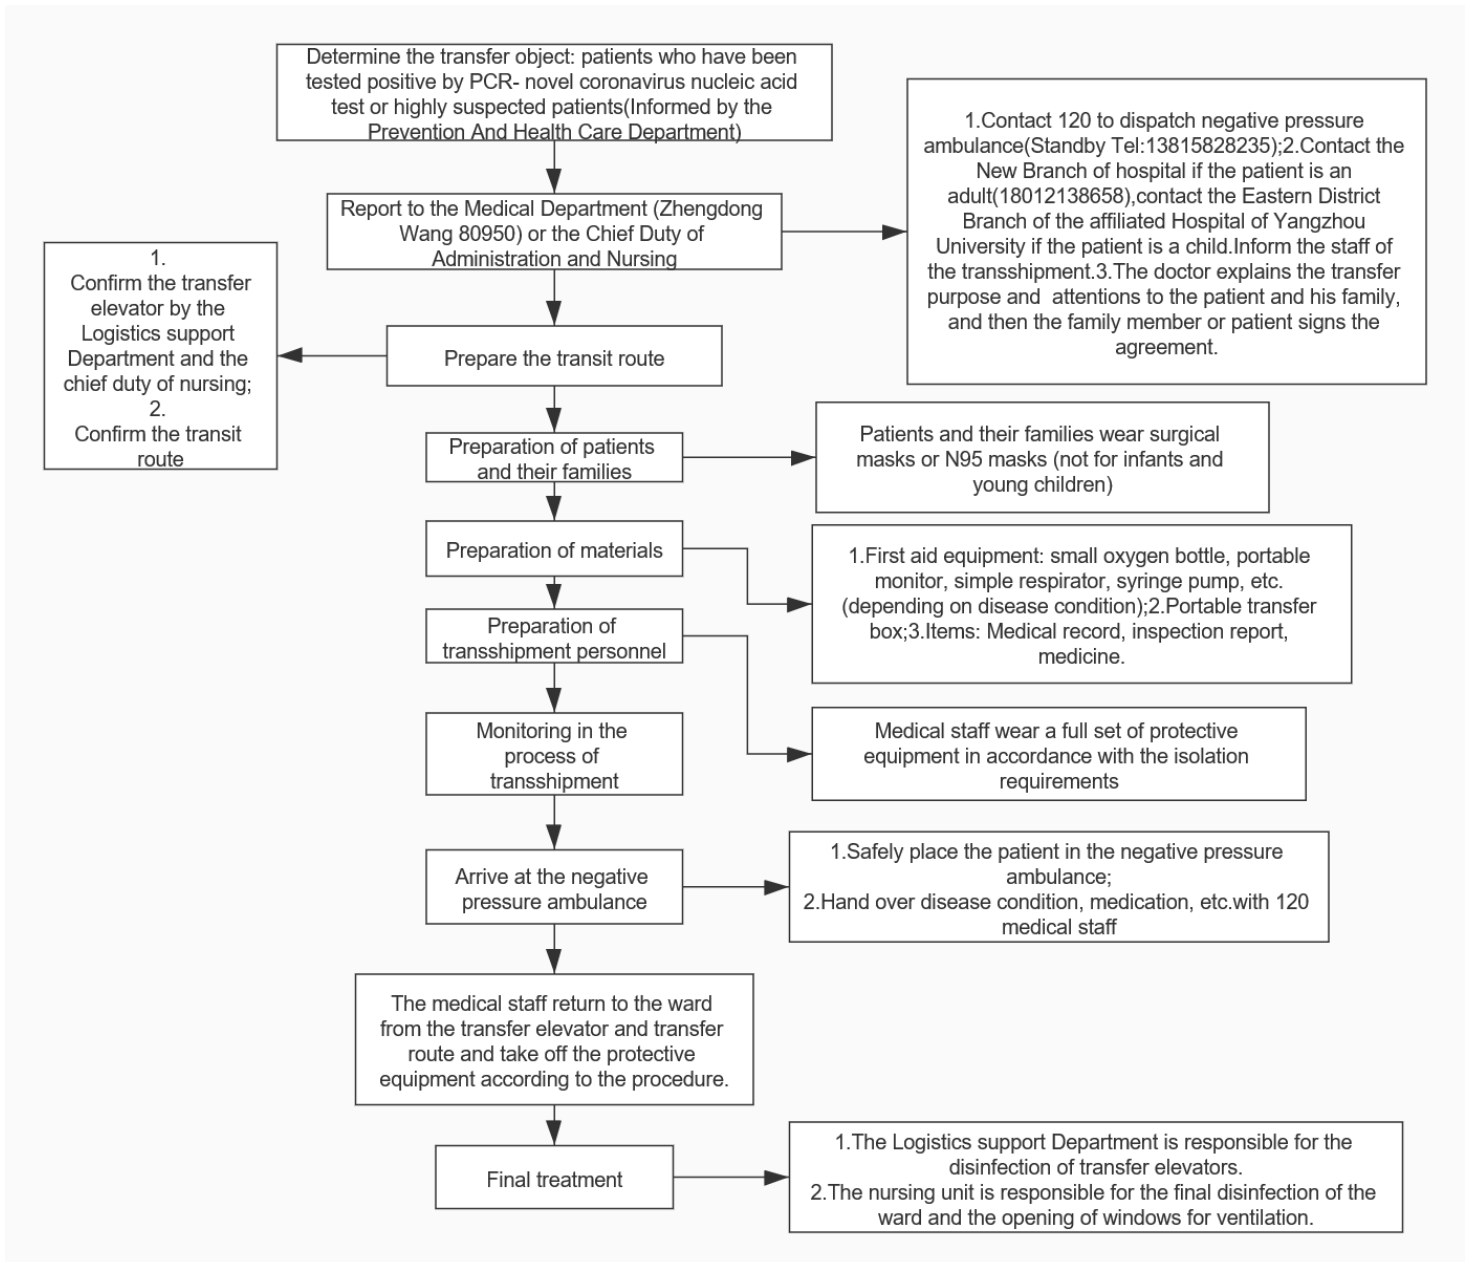 Determine the transfer object: patients who have been
tested positive by PCR- novel coronavirus nucleic acid
test or highly suspected patients(Informed by the
Prevention And Health Care Department)
1.Contact 120 to dispatch negative pressure
ambulance(Standby Tel:13815828235);2.Contact the
New Branch of hospital if the patient is an
adult(18012138658),contact the Eastern District
Branch of the affiliated Hospital of Yangzhou
University if the patient is a child.Inform the staff of
the transshipment.3.The doctor explains the transfer
purpose and  attentions to the patient and his family,
and then the family member or patient signs the
agreement.
Report to the Medical Department (Zhengdong
Wang 80950) or the Chief Duty of
Administration and Nursing
1.
Confirm the transfer
elevator by the
Logistics support
Department and the
chief duty of nursing;
2.
Confirm the transit
route
Prepare the transit route
Preparation of patients
and their families
Patients and their families wear surgical
masks or N95 masks (not for infants and
young children)
Preparation of materials
1.First aid equipment: small oxygen bottle, portable
monitor, simple respirator, syringe pump, etc.
(depending on disease condition);2.Portable transfer
box;3.Items: Medical record, inspection report,
medicine.
Preparation of
transshipment personnel
Medical staff wear a full set of protective
equipment in accordance with the isolation
requirements
Monitoring in the
process of
transshipment
Arrive at the negative
pressure ambulance
1.Safely place the patient in the negative pressure
ambulance;
2.Hand over disease condition, medication, etc.with 120
medical staff
The medical staff return to the ward
from the transfer elevator and transfer
route and take off the protective
equipment according to the procedure.
Final treatment
1.The Logistics support Department is responsible for the
disinfection of transfer elevators.
2.The nursing unit is responsible for the final disinfection of the
ward and the opening of windows for ventilation.